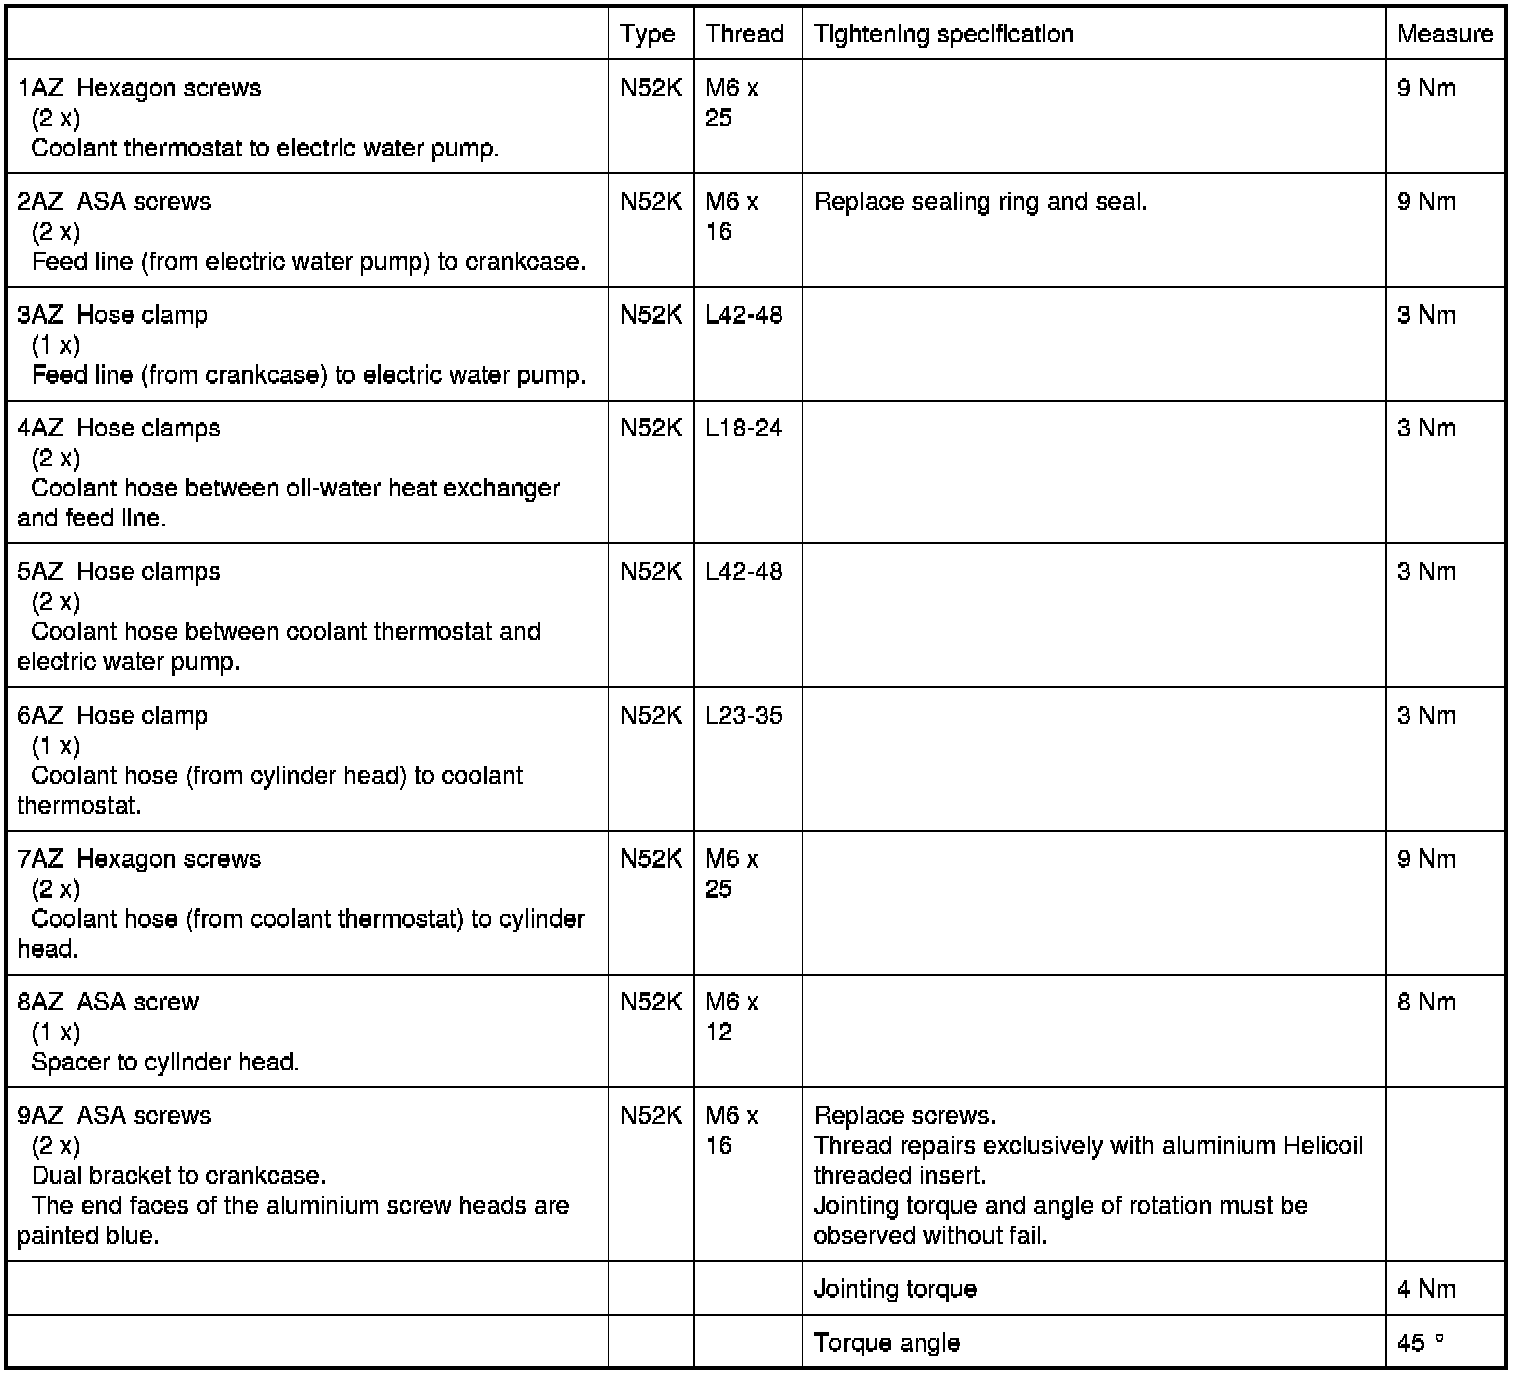 Type Thread Tightening specification Measure
1AZ Hexagon screws N52K M6 x 9 Nm
(2 x) 25
Coolant thermostat to electric water pump.
2AZ ASA screws N52K M6 x Replace sealing ring and seal. 9 Nm
(2 x) 16
Feed line (from electric water pump) to crankcase.
3AZ Hose clamp N52K L42-48 3 Nm
(1 x)
Feed line (from crankcase) to electric water pump.
4AZ Hose clamps N52K L18-24 3 Nm
(2 x)
Coolant hose between oil-water heat exchanger
and feed line.
5AZ Hose clamps N52K L42-48 3 Nm
(2 x)
Coolant hose between coolant thermostat and
electric water pump.
6AZ Hose clamp N52K L23-35 3 Nm
(1 x)
Coolant hose (from cylinder head) to coolant
thermostat.
7AZ Hexagon screws N52K M6 x 9 Nm
(2 x) 25
Coolant hose (from coolant thermostat) to cylinder
head.
8AZ ASA screw N52K M6 x 8 Nm
(1 x) 12
Spacer to cylinder head.
9AZ ASA screws N52K M6 x Replace screws.
(2 x) 16 Thread repairs exclusively with aluminium Helicoil
Dual bracket to crankcase. threaded insert.
The end faces of the aluminium screw heads are Jointing torque and angle of rotation must be
painted blue. observed without fail.
Jointing torque 4 Nm
Torque angle 45 °